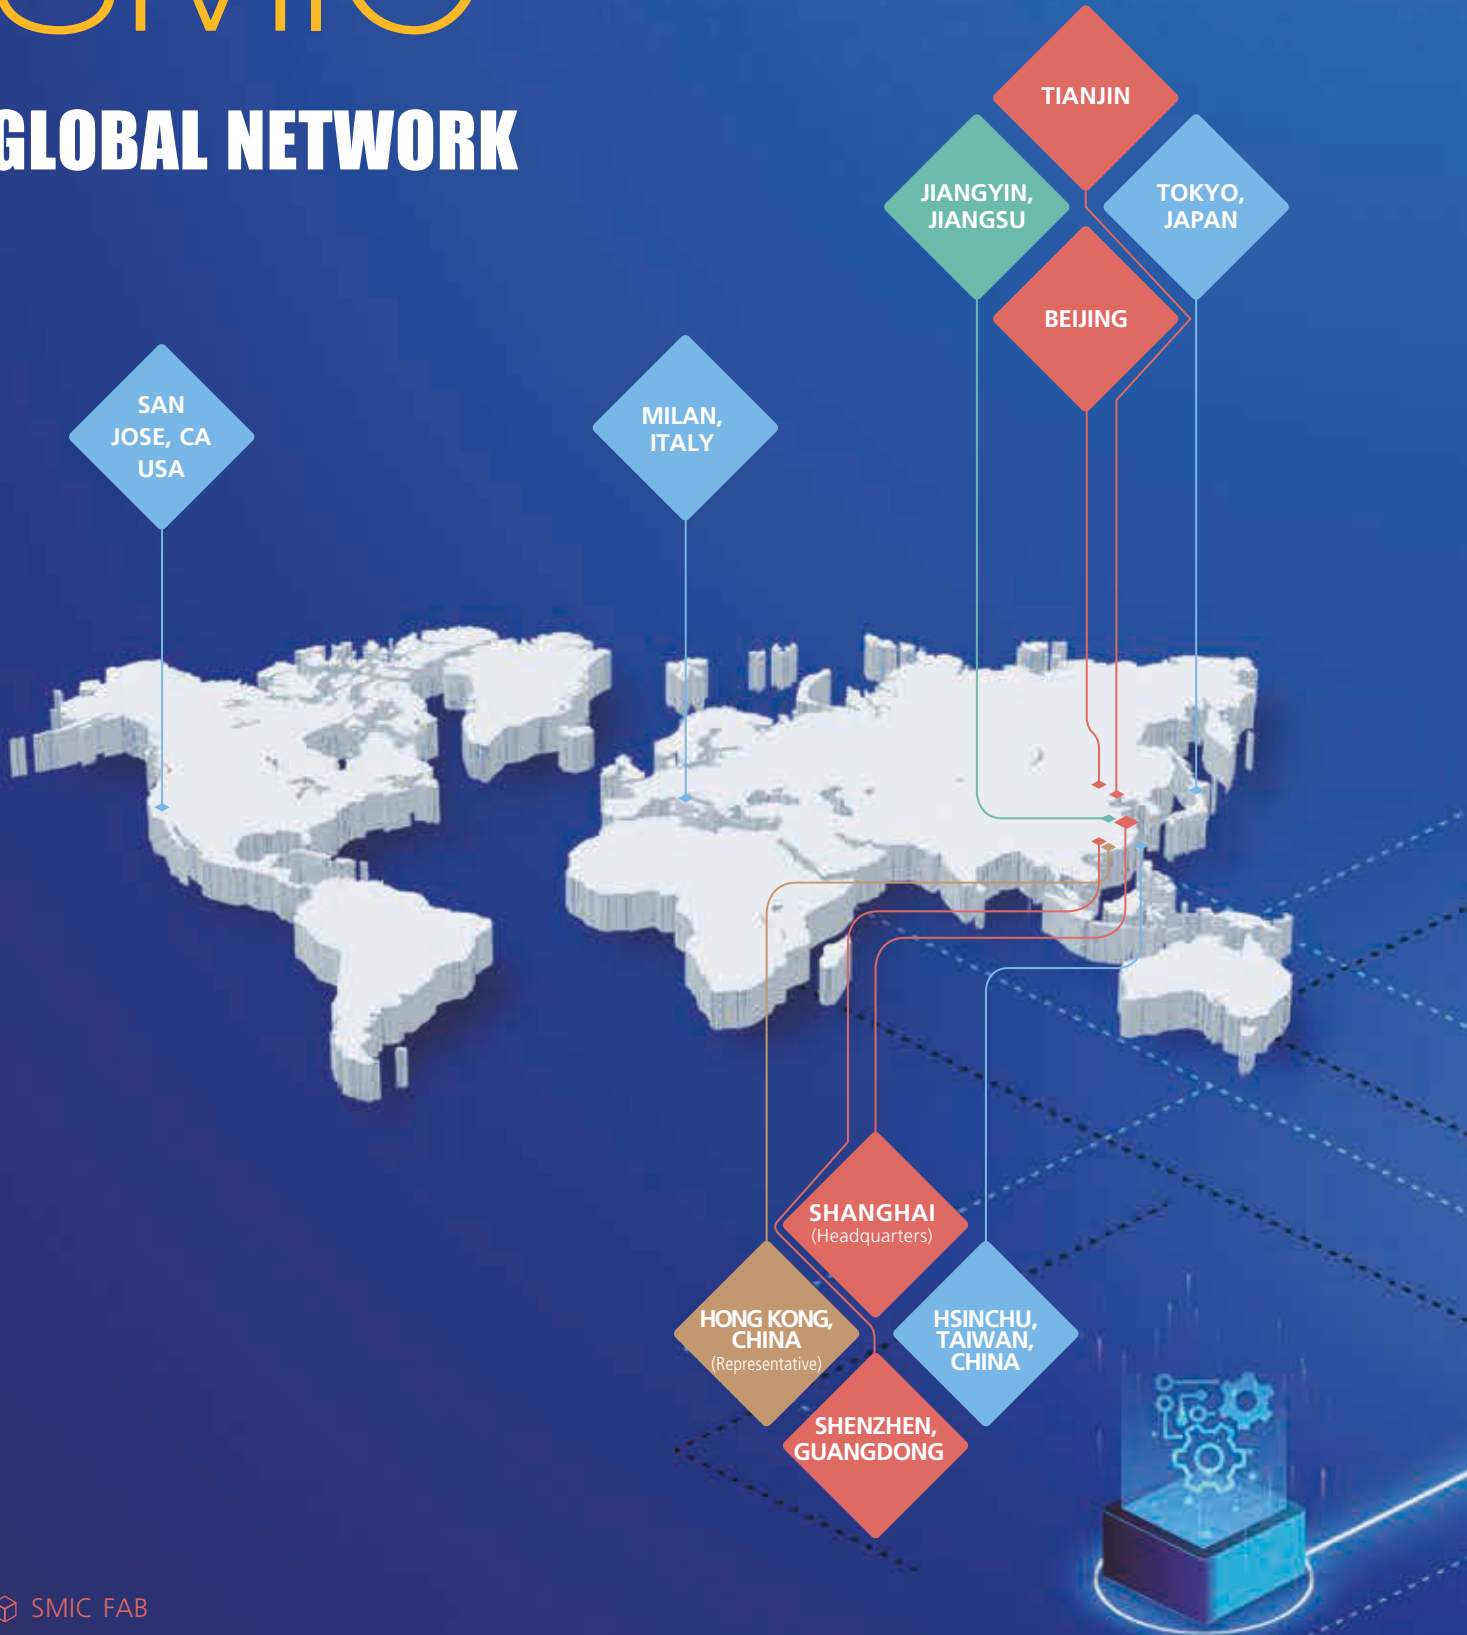 SMIC
GLOBAL NETWORK
TIANJIN
JIANGYIN,
JIANGSU
TOKYO,
JAPAN
BEIJING
SAN
JOSE, CA
USA
MILAN,
ITALY
SHANGHAI
(Headquarters)
HONG KONG,
CHINA
(Representative)
HSINCHU,
TAIWAN,
CHINA
SHENZHEN,
GUANGDONG
SMIC FAB